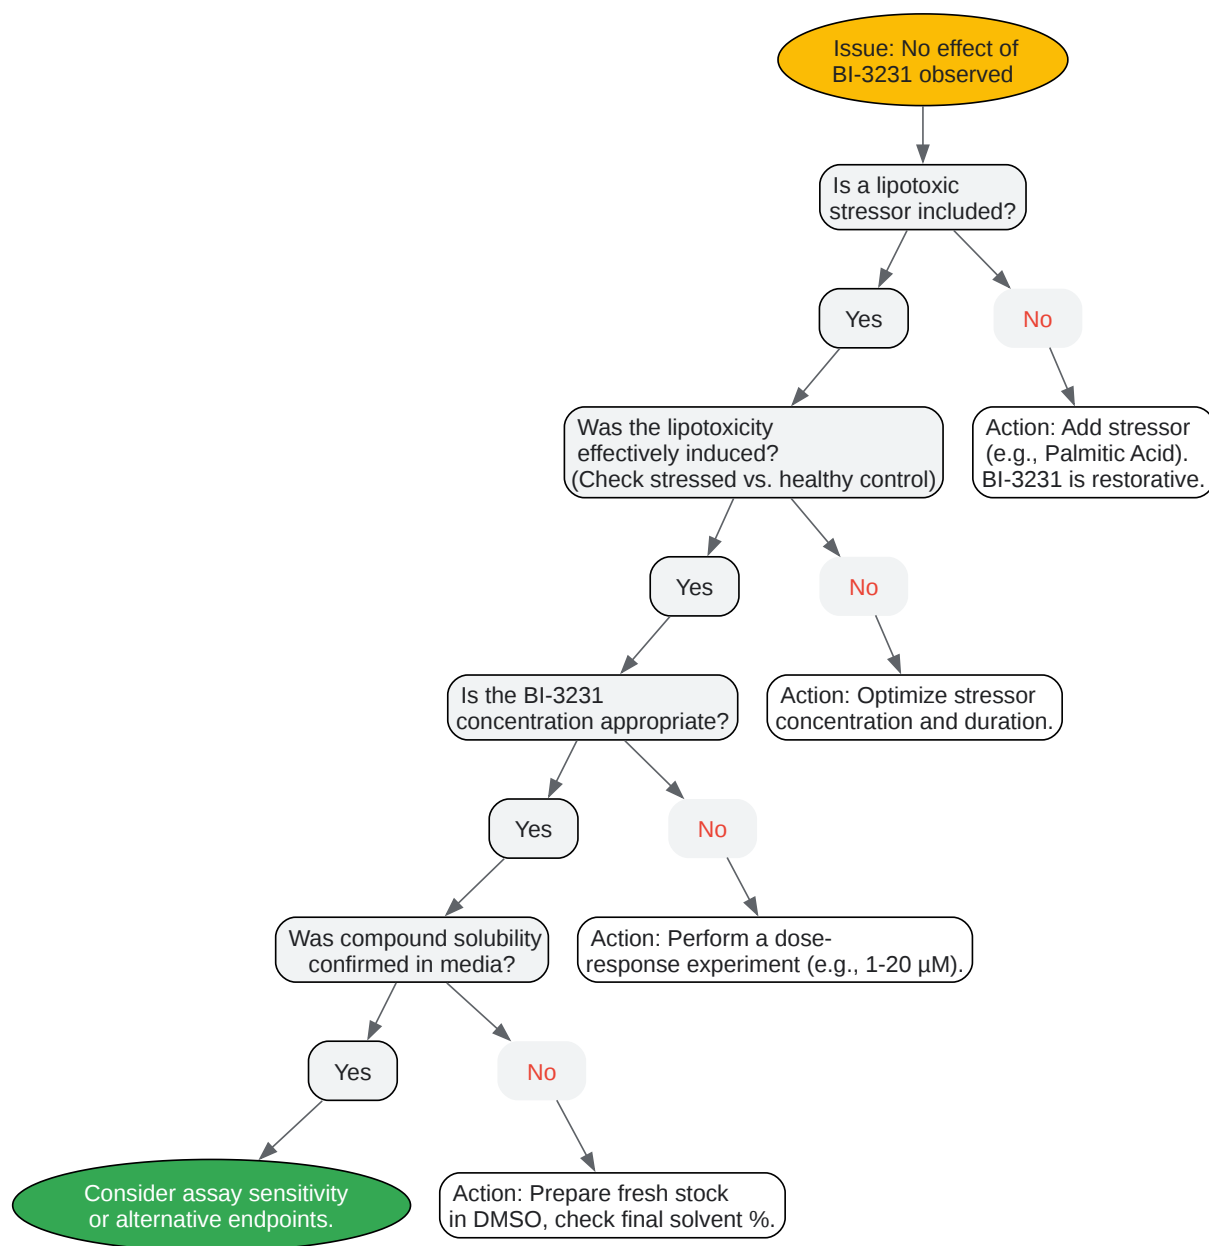 Issue: No effect of
BI-3231 observed
Is a lipotoxic
stressor included?
Yes
No
Was the lipotoxicity
effectively induced?
(Check stressed vs. healthy control)
Action: Add stressor
(e.g., Palmitic Acid).
BI-3231 is restorative.
Yes
No
Is the BI-3231
concentration appropriate?
Action: Optimize stressor
concentration and duration.
Yes
No
Was compound solubility
confirmed in media?
Action: Perform a dose-
response experiment (e.g., 1-20 µM).
Yes
No
Consider assay sensitivity
or alternative endpoints.
Action: Prepare fresh stock
in DMSO, check final solvent %.